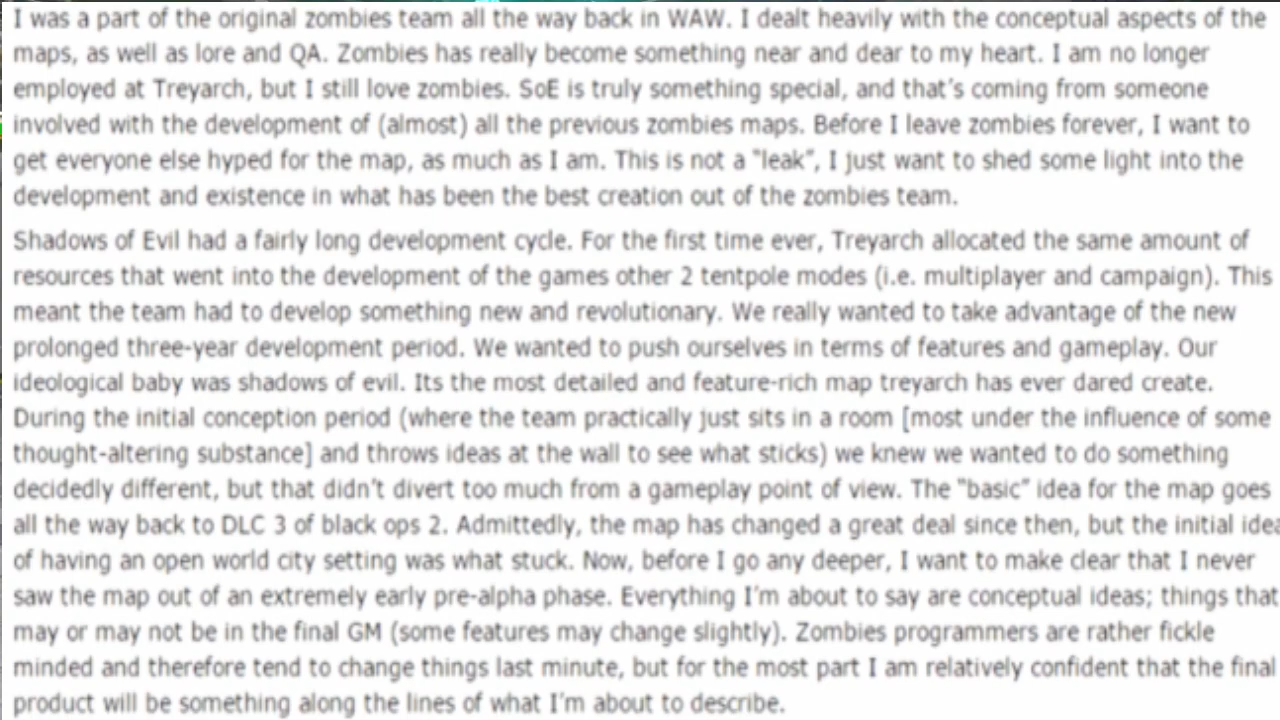 I was a part of the original zombies team all the way back in WAW. I dealt heavily with the conceptual aspects of the
maps, as well as lore and QA. Zombies has really become something near and dear to my heart. I am no longer
employed at Treyarch, but I still love zombies. SoE is truly something special, and that's coming from someone
involved with the development of (almost) all the previous zombies maps. Before I leave zombies forever, I want to
get everyone else hyped for the map, as much as I am. This is not a "leak", I just want to shed some light into the
development and existence in what has been the best creation out of the zombies team.
Shadows of Evil had a fairly long development cycle. For the first time ever, Treyarch allocated the same amount of
resources that went into the development of the games other 2 tentpole modes (i.e. multiplayer and campaign). This
meant the team had to develop something new and revolutionary. We really wanted to take advantage of the new
prolonged three-year development period. We wanted to push ourselves in terms of features and gameplay. Our
ideological baby was shadows of evil. Its the most detailed and feature-rich map treyarch has ever dared create.
During the initial conception period (where the team practically just sits in a room [most under the influence of some
thought-altering substance] and throws ideas at the wall to see what sticks) we knew we wanted to do something
decidedly different, but that didn't divert too much from a gameplay point of view. The "basic" idea for the map goes
all the way back to DLC 3 of black ops 2. Admittedly, the map has changed a great deal since then, but the initial idea
of having an open world city setting was what stuck. Now, before I go any deeper, I want to make clear that I never
saw the map out of an extremely early pre-alpha phase. Everything I'm about to say are conceptual ideas; things that
may or may not be in the final GM (some features may change slightly). Zombies programmers are rather fickle
minded and therefore tend to change things last minute, but for the most part I am relatively confident that the final
product will be something along the lines of what I'm about to describe.